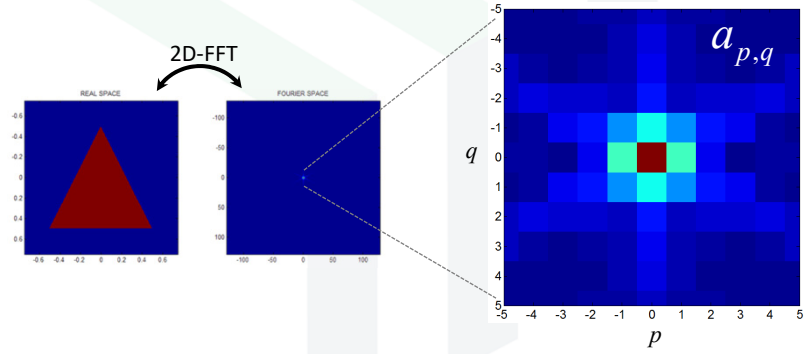 2D-FFT
REAL SPACE
-0.6
-0.4
-0.2
0
0.2
0.4
0.6
-0.6 -0.4 -0.2 0 0.2 0.4 0.6
FOURIER SPACE
-100
-50
0
50
100
-100 -50 0 50 100
a_{p,q}
q
-5
-4
-3
-2
-1
0
1
2
3
4
5
-5 -4 -3 -2 -1 0 1 2 3 4 5
p